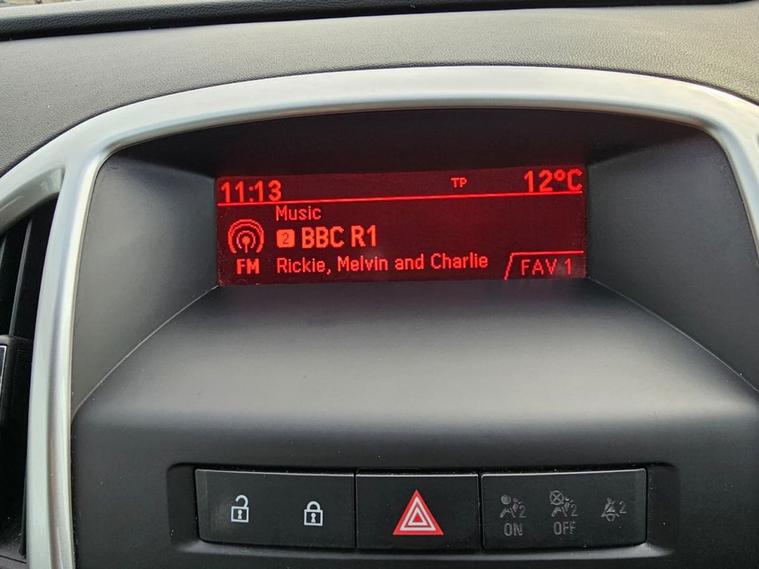 11:13 TP 12°C
Music
2 BBC R1
FM Rickie, Melvin and Charlie FAV 1
2 2 2
ON OFF